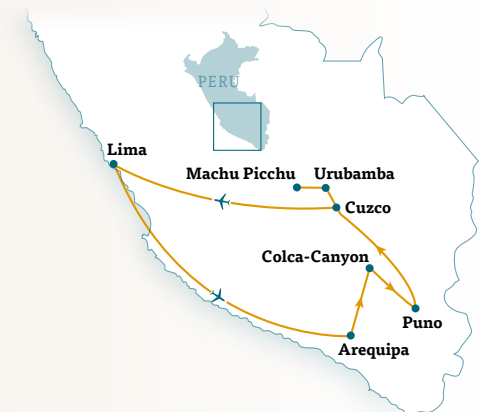 PERU
Lima
Machu Picchu
Urubamba
Cuzco
Colca-Canyon
Puno
Arequipa